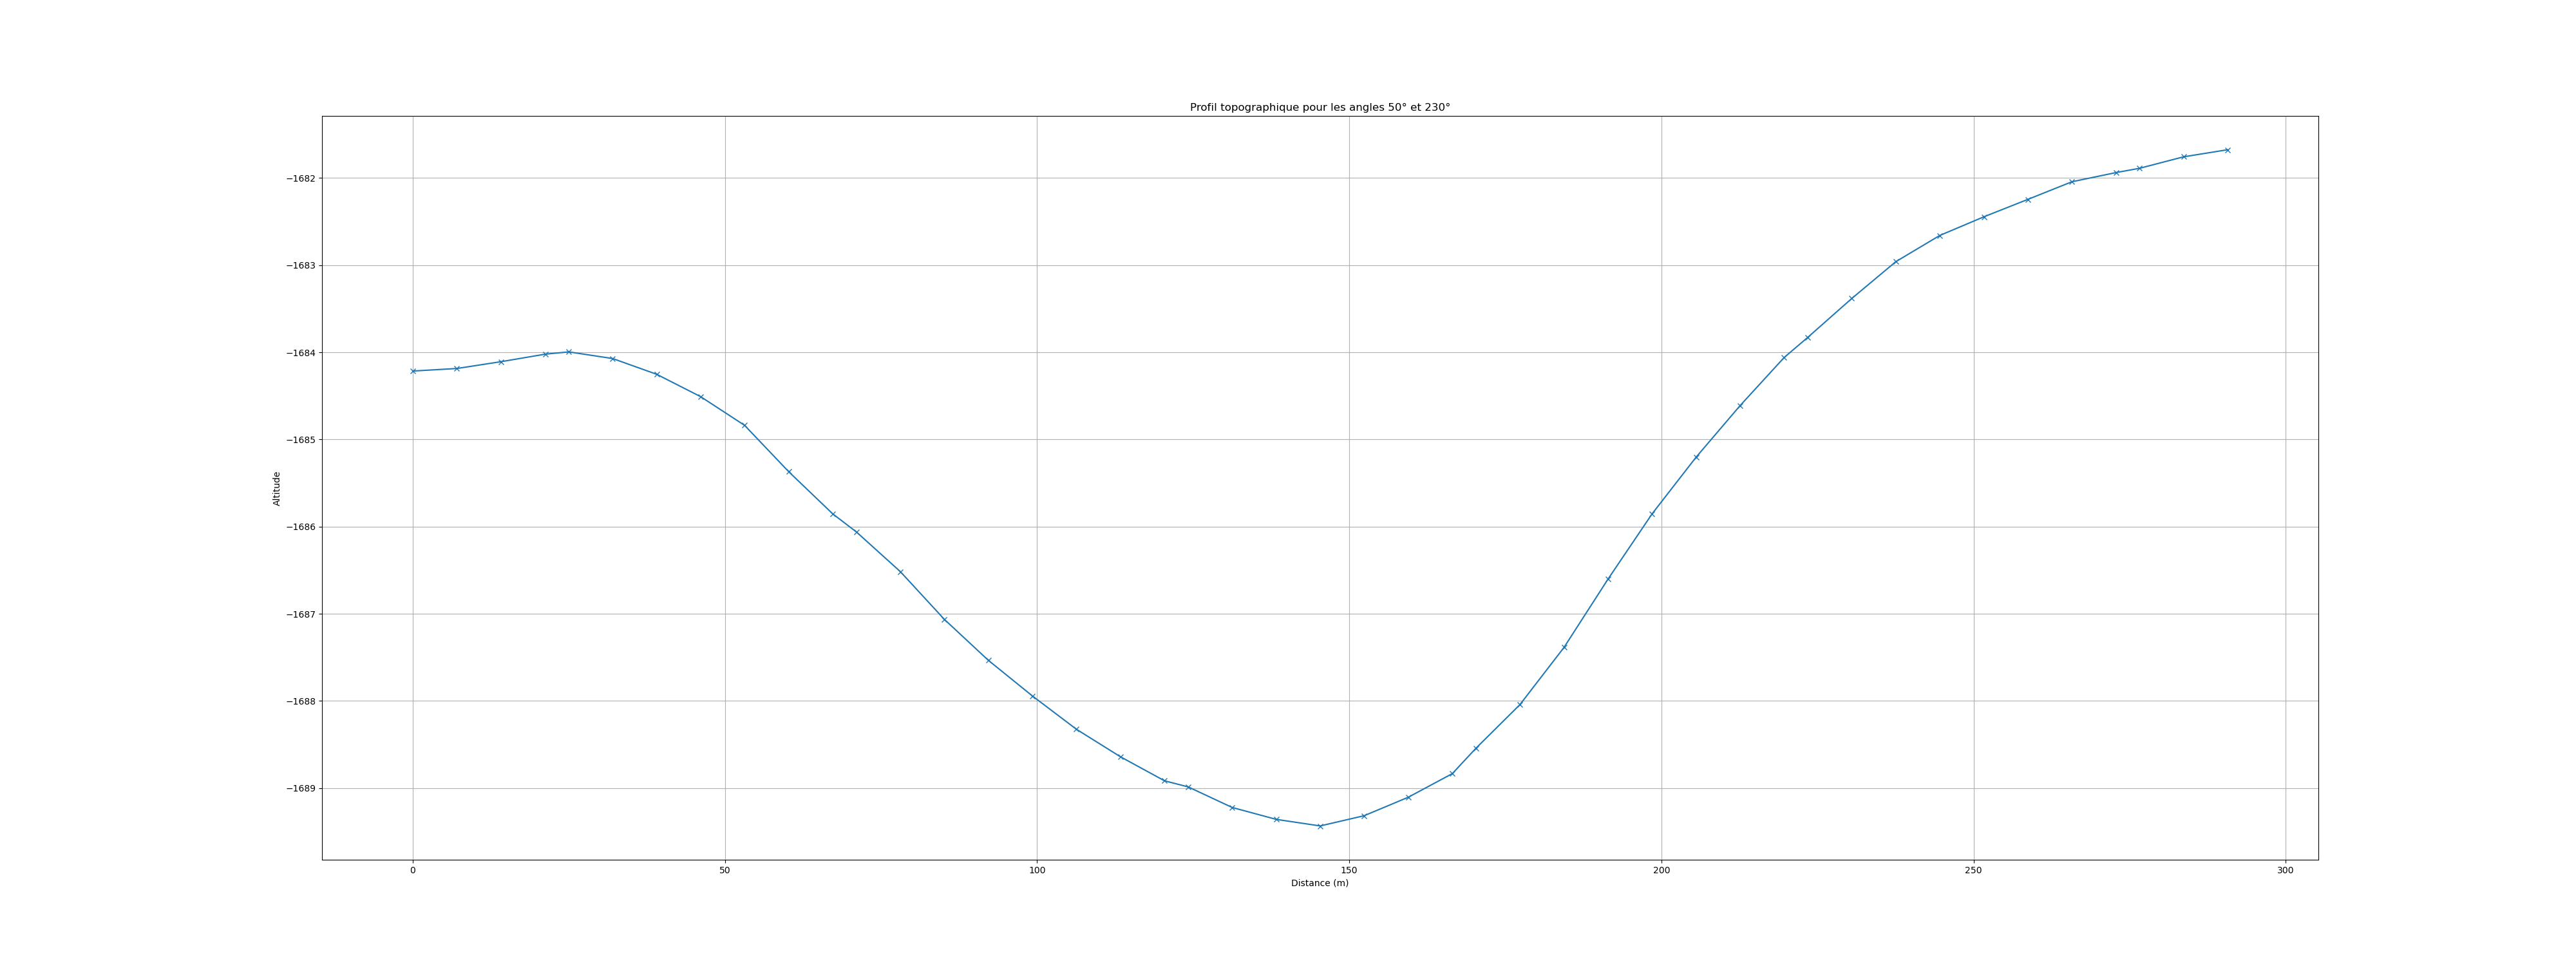 Profil topographique pour les angles 50° et 230°
Altitude
−1682
−1683
−1684
−1685
−1686
−1687
−1688
−1689
0 50 100 150 200 250 300
Distance (m)